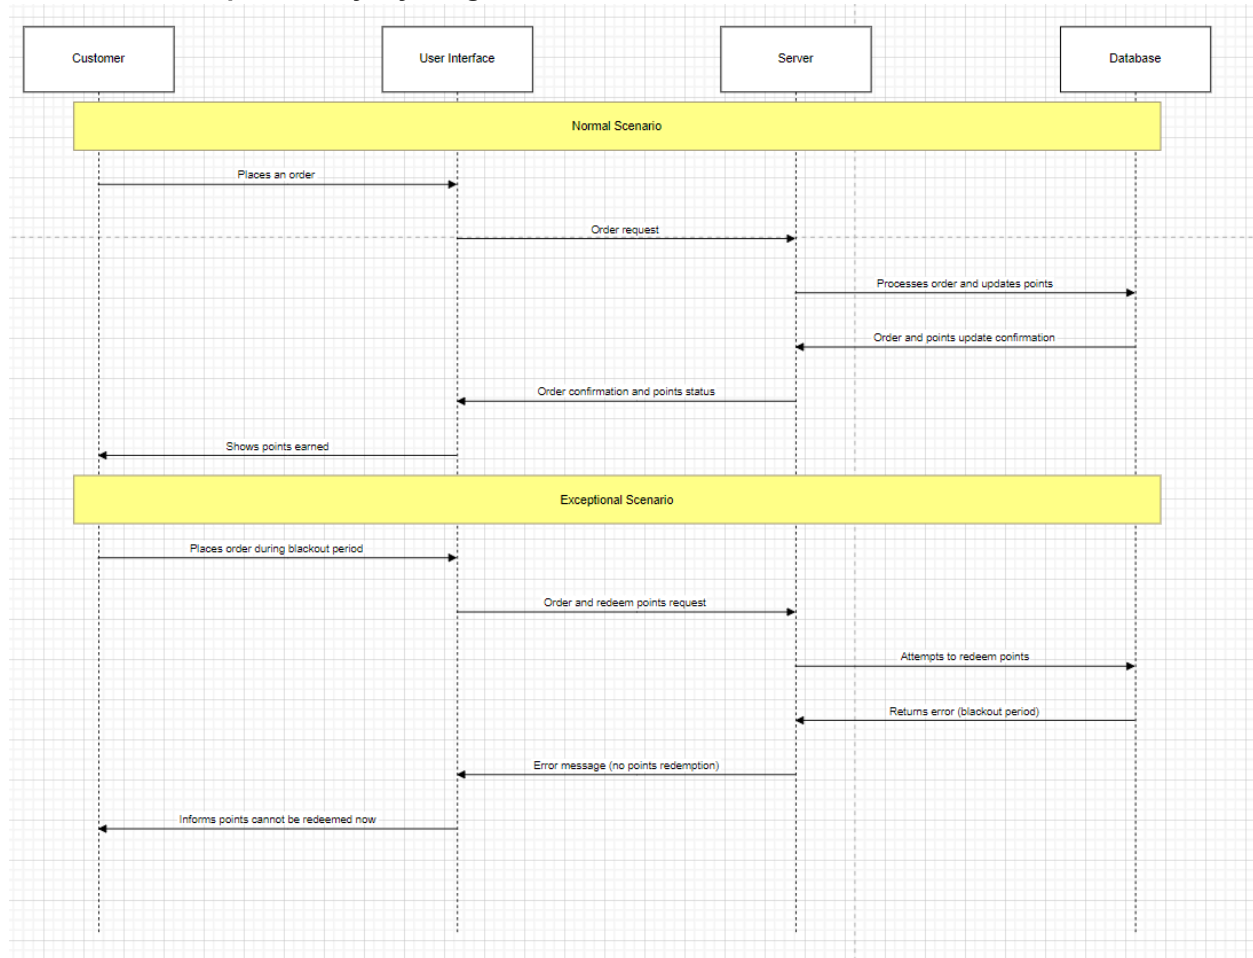 Customer
User Interface
Server
Database
Normal Scenario
Places an order
Order request
Processes order and updates points
Order and points update confirmation
Order confirmation and points status
Shows points earned
Exceptional Scenario
Places order during blackout period
Order and redeem points request
Attempts to redeem points
Returns error (blackout period)
Error message (no points redemption)
Informs points cannot be redeemed now